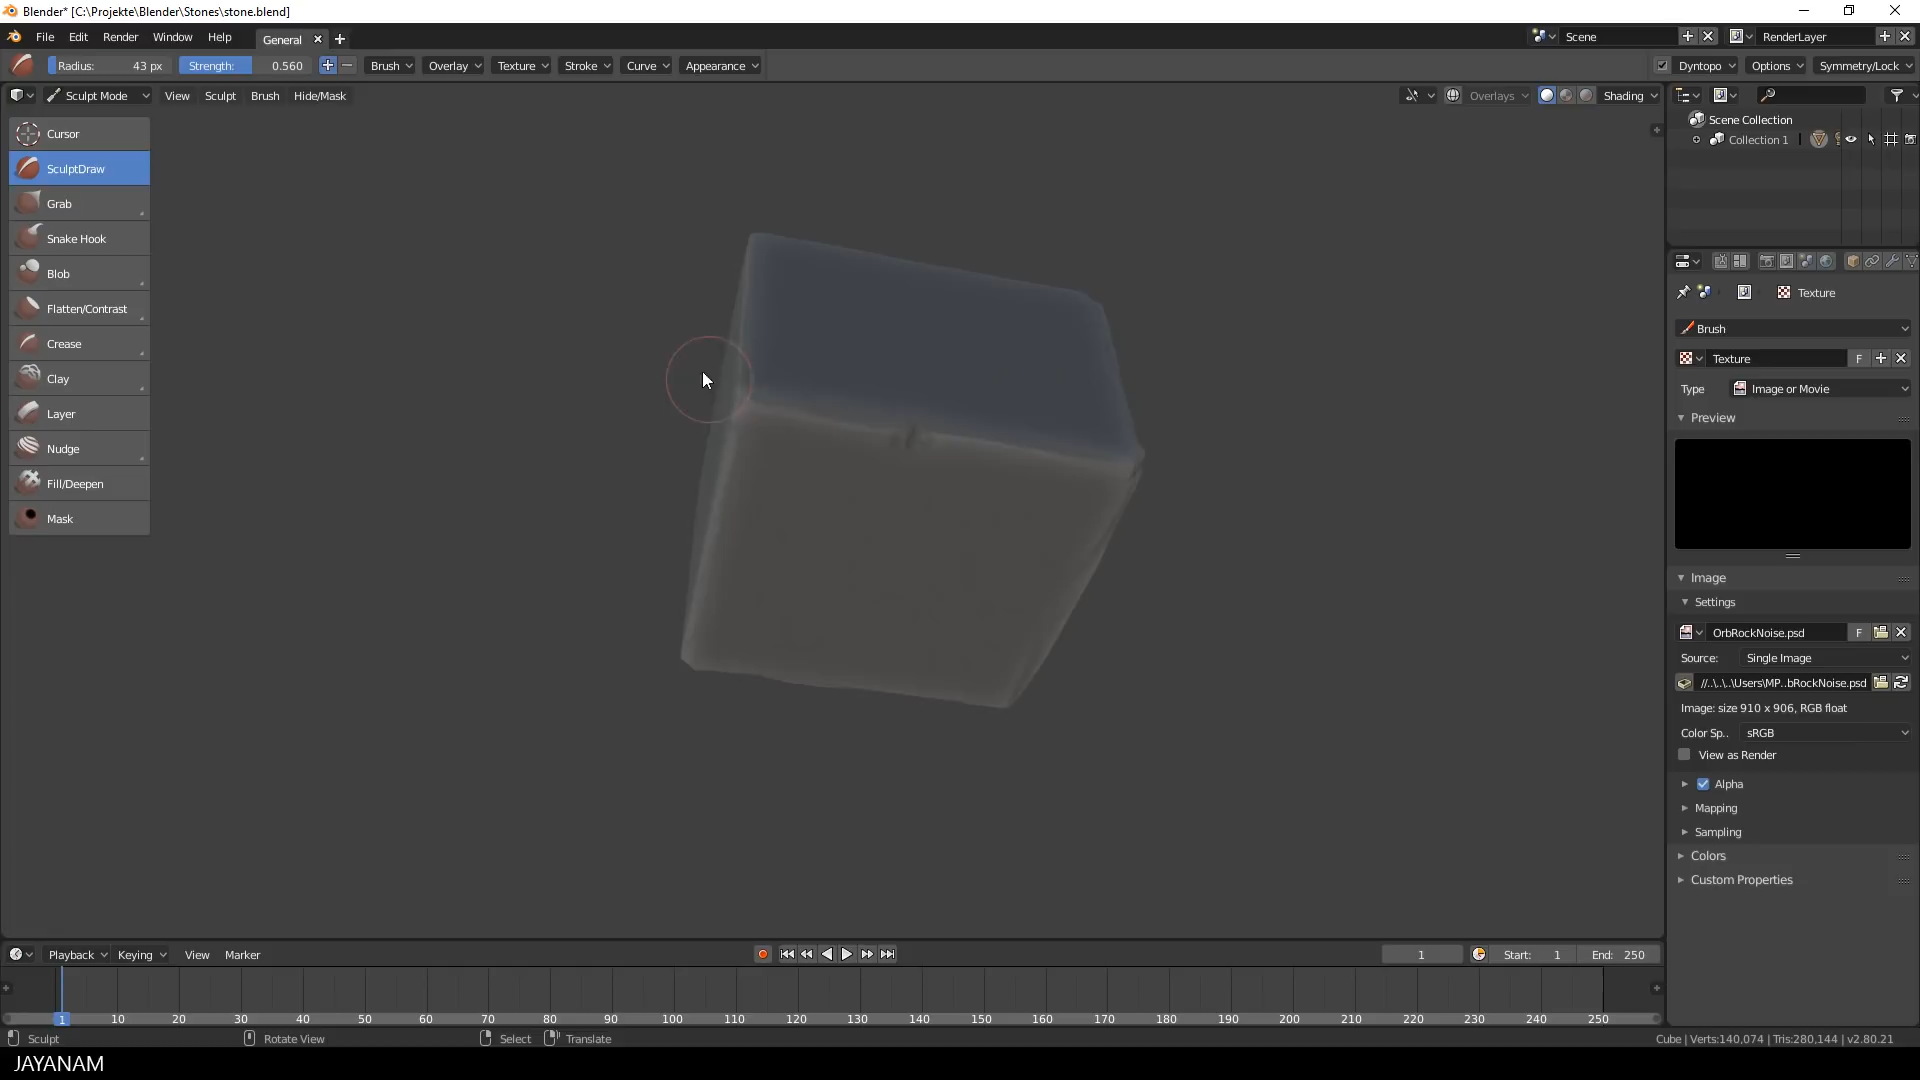 Blender* [C:\Projekte\Blender\Stones\stone.blend]
File Edit Render Window Help General Scene RenderLayer
Radius: 43 px Strength: 0.560 Brush Overlay Texture Stroke Curve Appearance Dyntopo Options Symmetry/Lock
Sculpt Mode View Sculpt Brush Hide/Mask Overlays Shading
Scene Collection
Collection 1
Cursor
SculptDraw
Grab
Snake Hook
Blob
Flatten/Contrast
Crease
Clay
Layer
Nudge
Fill/Deepen
Mask
Texture
Brush
Texture F
Type Image or Movie
Preview
Image
Settings
OrbRockNoise.psd F
Source: Single Image
//..\..\..\Users\MP..bRockNoise.psd
Image: size 910 x 906, RGB float
Color Sp.. sRGB
View as Render
Alpha
Mapping
Sampling
Colors
Custom Properties
Playback Keying View Marker 1 Start: 1 End: 250
1 10 20 30 40 50 60 70 80 90 100 110 120 130 140 150 160 170 180 190 200 210 220 230 240 250
Sculpt Rotate View Select Translate Cube | Verts:140,074 | Tris:280,144 | v2.80.21
JAYANAM